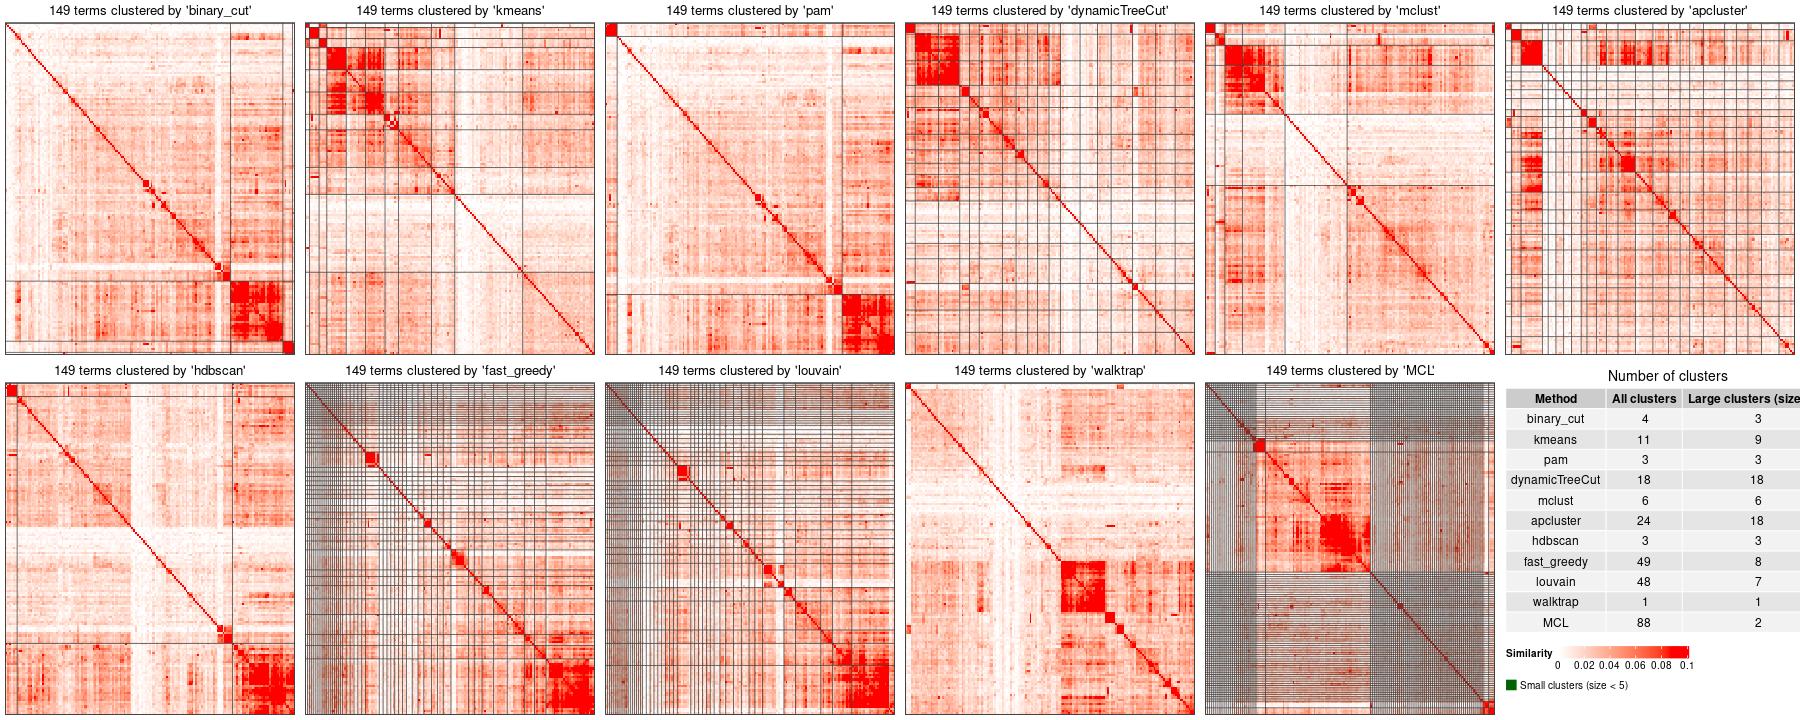 149 terms clustered by 'binary_cut'
149 terms clustered by 'kmeans'
149 terms clustered by 'pam'
149 terms clustered by 'dynamicTreeCut'
149 terms clustered by 'mclust'
149 terms clustered by 'apcluster'
149 terms clustered by 'hdbscan'
149 terms clustered by 'fast_greedy'
149 terms clustered by 'louvain'
149 terms clustered by 'walktrap'
149 terms clustered by 'MCL'
Number of clusters
Method All clusters Large clusters (size
binary_cut 4 3
kmeans 11 9
pam 3 3
dynamicTreeCut 18 18
mclust 6 6
apcluster 24 18
hdbscan 3 3
fast_greedy 49 8
louvain 48 7
walktrap 1 1
MCL 88 2
Similarity
0 0.02 0.04 0.06 0.08 0.1
Small clusters (size < 5)